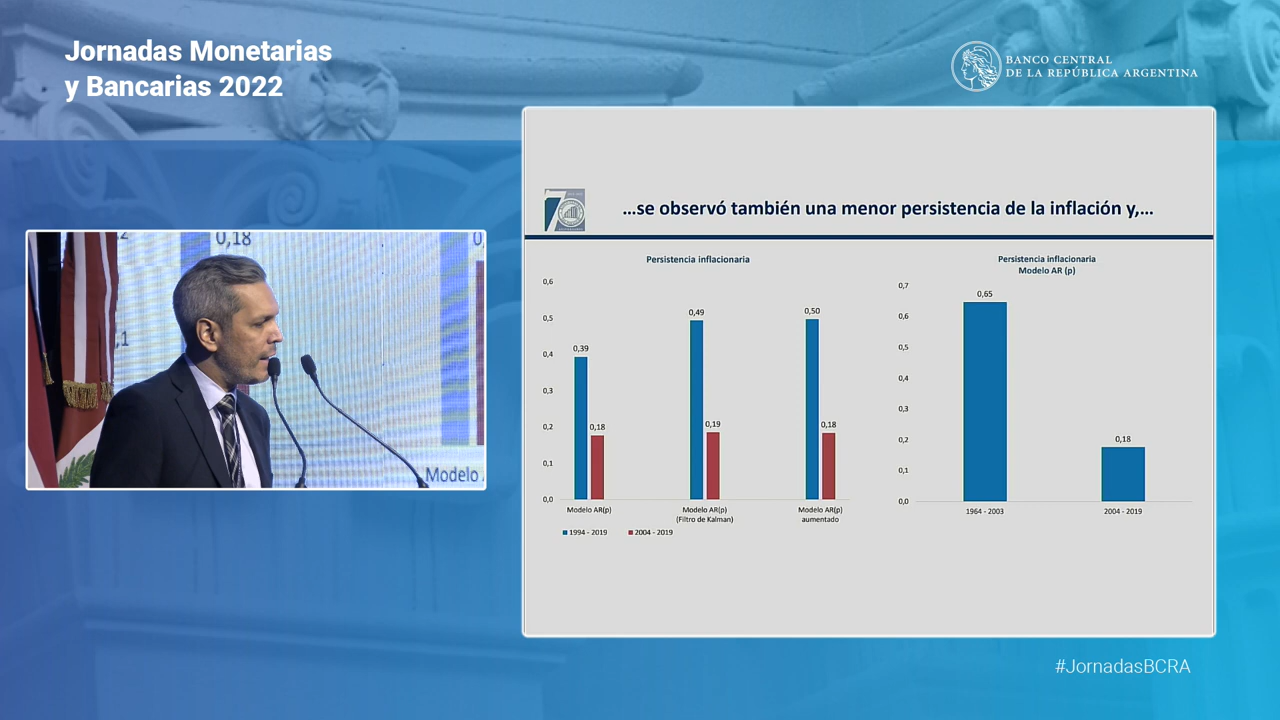 Jornadas Monetarias
y Bancarias 2022
BANCO CENTRAL
DE LA REPÚBLICA ARGENTINA
...se observó también una menor persistencia de la inflación y,...
Persistencia inflacionaria
0,6
0,5
0,4
0,3
0,2
0,1
0,0
0,39
0,18
0,49
0,19
0,50
0,18
Modelo AR(p)
Modelo AR(p)
(Filtro de Kalman)
Modelo AR(p)
aumentado
1994 - 2019
2004 - 2019
Persistencia inflacionaria
Modelo AR (p)
0,7
0,6
0,5
0,4
0,3
0,2
0,1
0,0
0,65
0,18
1964 - 2003
2004 - 2019
0,18
Modelo
#JornadasBCRA